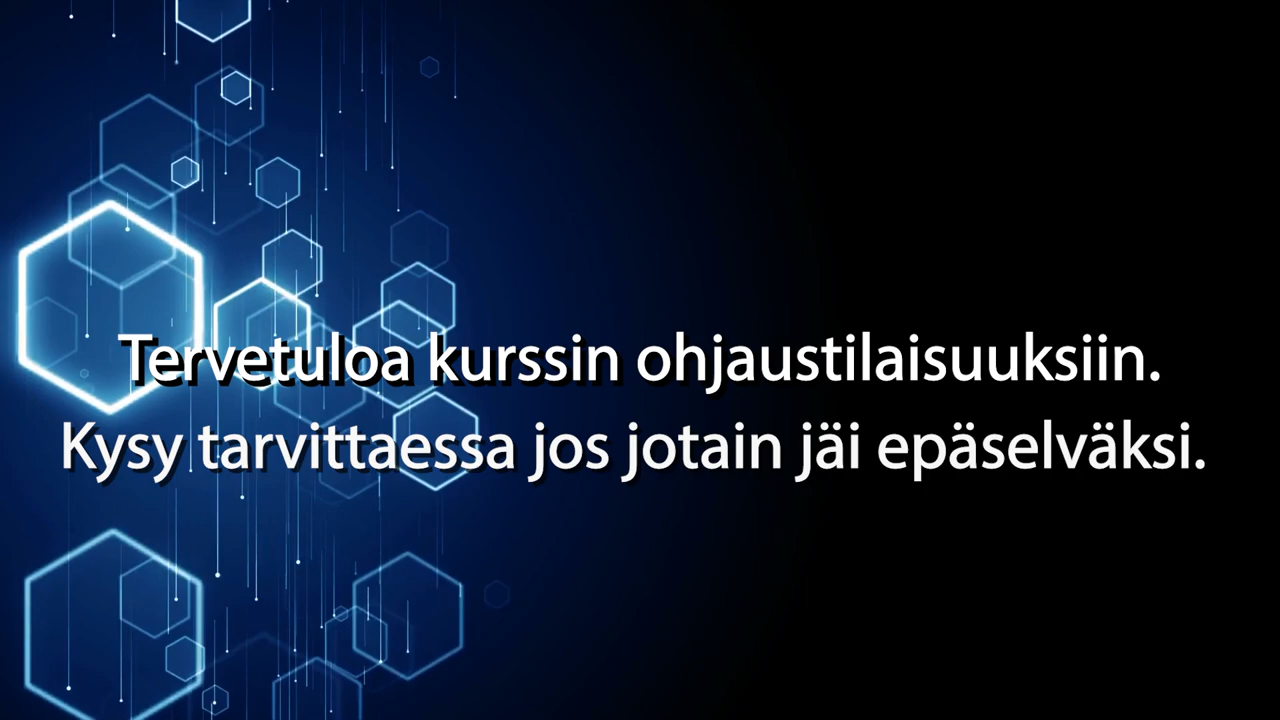 Tervetuloa kurssin ohjaustilaisuuksiin.
Kysy tarvittaessa jos jotain jäi epäselväksi.